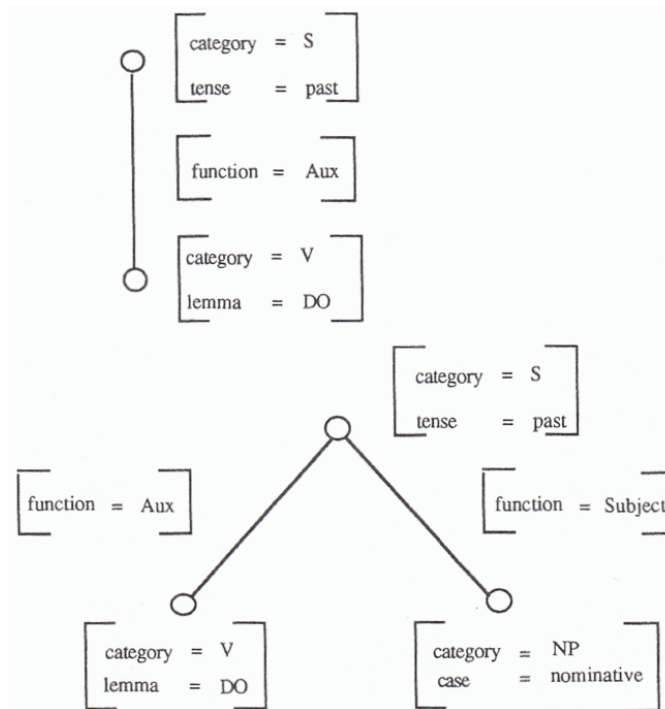 category = S
tense = past
function = Aux
category = V
lemma = DO
category = S
tense = past
function = Aux
function = Subject
category = V
lemma = DO
category = NP
case = nominative